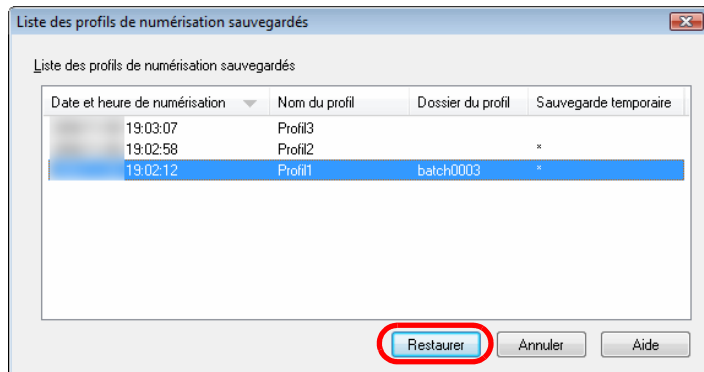 Liste des profils de numérisation sauvegardés
Liste des profils de numérisation sauvegardés
Date et heure de numérisation Nom du profil Dossier du profil Sauvegarde temporaire
19:03:07 Profil3
19:02:58 Profil2 *
19:02:12 Profil1 batch0003 *
Restaurer Annuler Aide